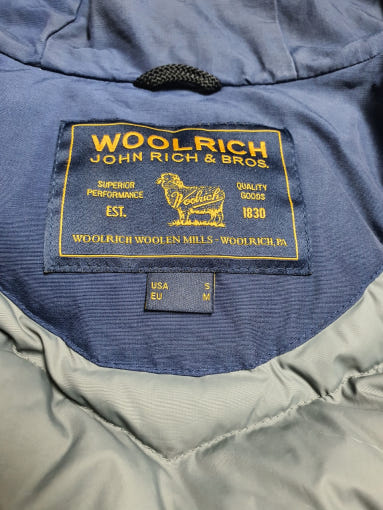 WOOLRICH
JOHN RICH & BROS.
SUPERIOR PERFORMANCE
EST.
Woolrich
QUALITY GOODS
1830
WOOLRICH WOOLEN MILLS - WOOLRICH, PA
USA S
EU M